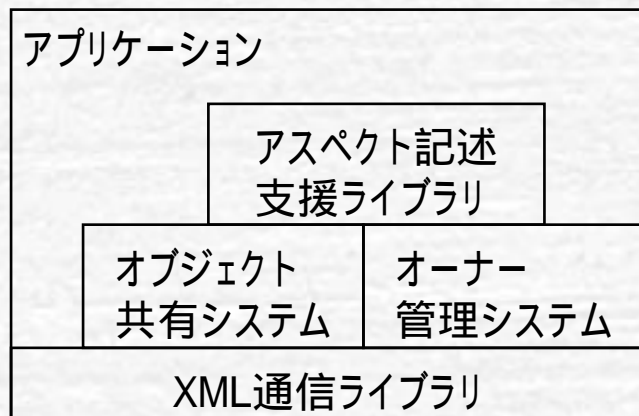 アプリケーション
アスペクト記述
支援ライブラリ
オブジェクト
共有システム
オーナー
管理システム
XML通信ライブラリ